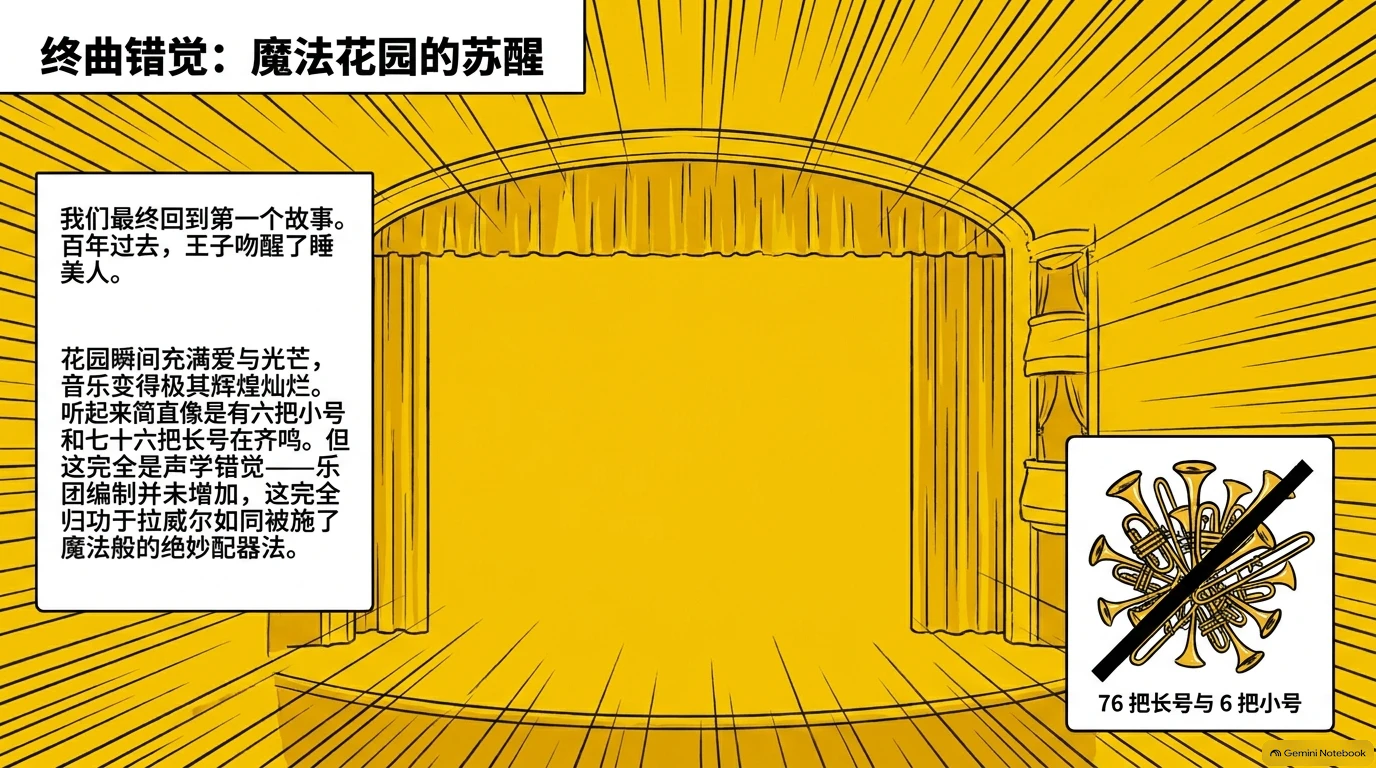 终曲错觉：魔法花园的苏醒
我们最终回到第一个故事。
百年过去，王子吻醒了睡
美人。
花园瞬间充满爱与光芒，
音乐变得极其辉煌灿烂。
听起来简直像是有六把小号
和七十六把长号在齐鸣。但
这完全是声学错觉——乐
团编制并未增加，这完全
归功于拉威尔如同被施了
魔法般的绝妙配器法。
76 把长号与 6 把小号
Gemini Notebook